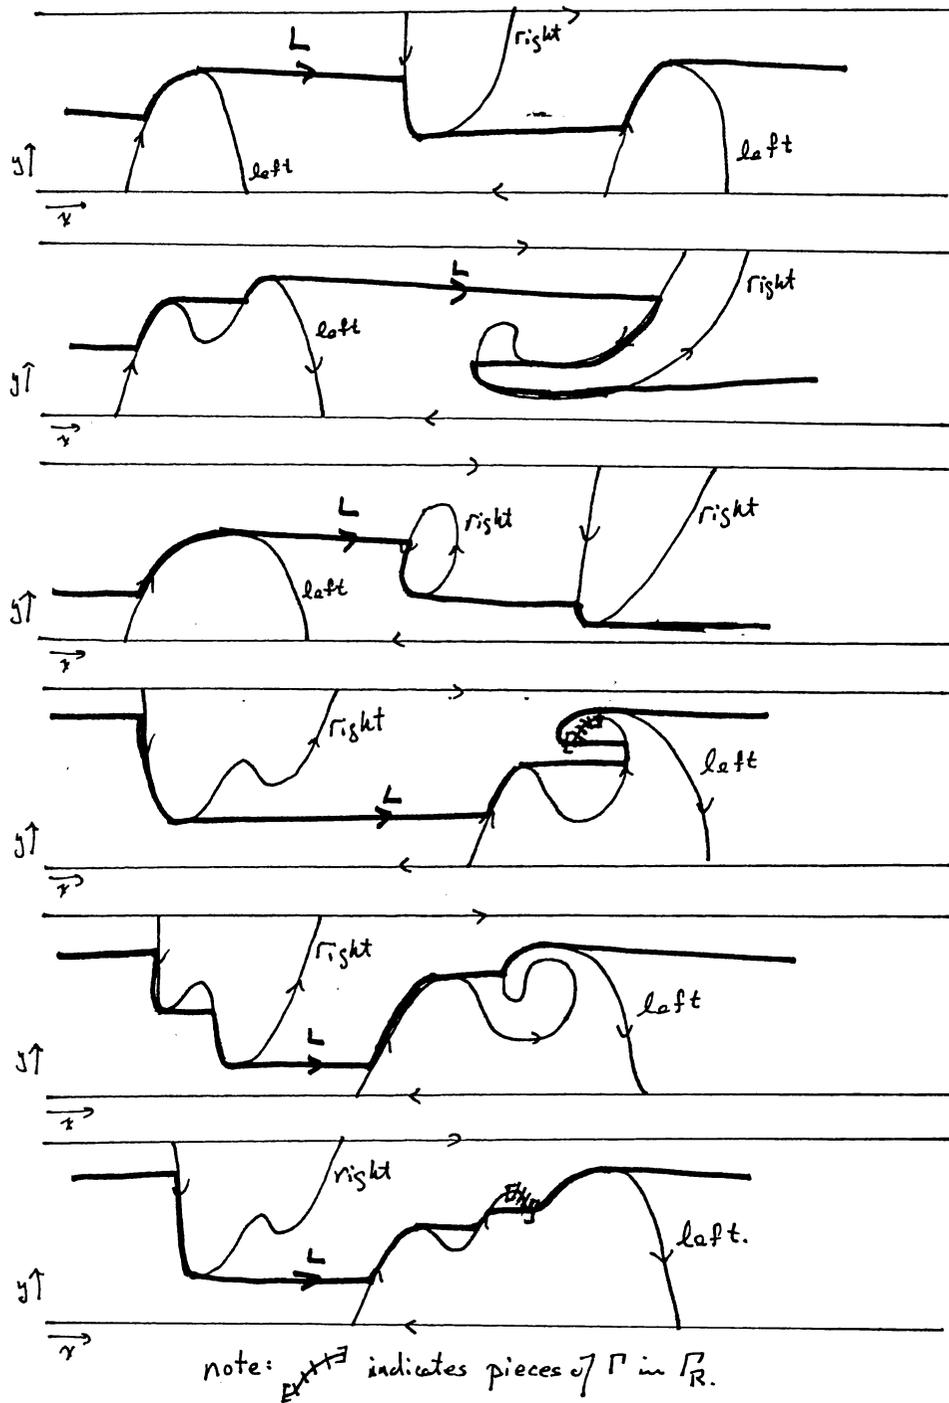 L
right
left
left
y↑
x
L
right
left
y↑
x
L
right
right
left
y↑
x
right
L
left
y↑
x
right
left
L
y↑
x
right
L
left.
y↑
x
note: indicates pieces of Γ in Γ_R.